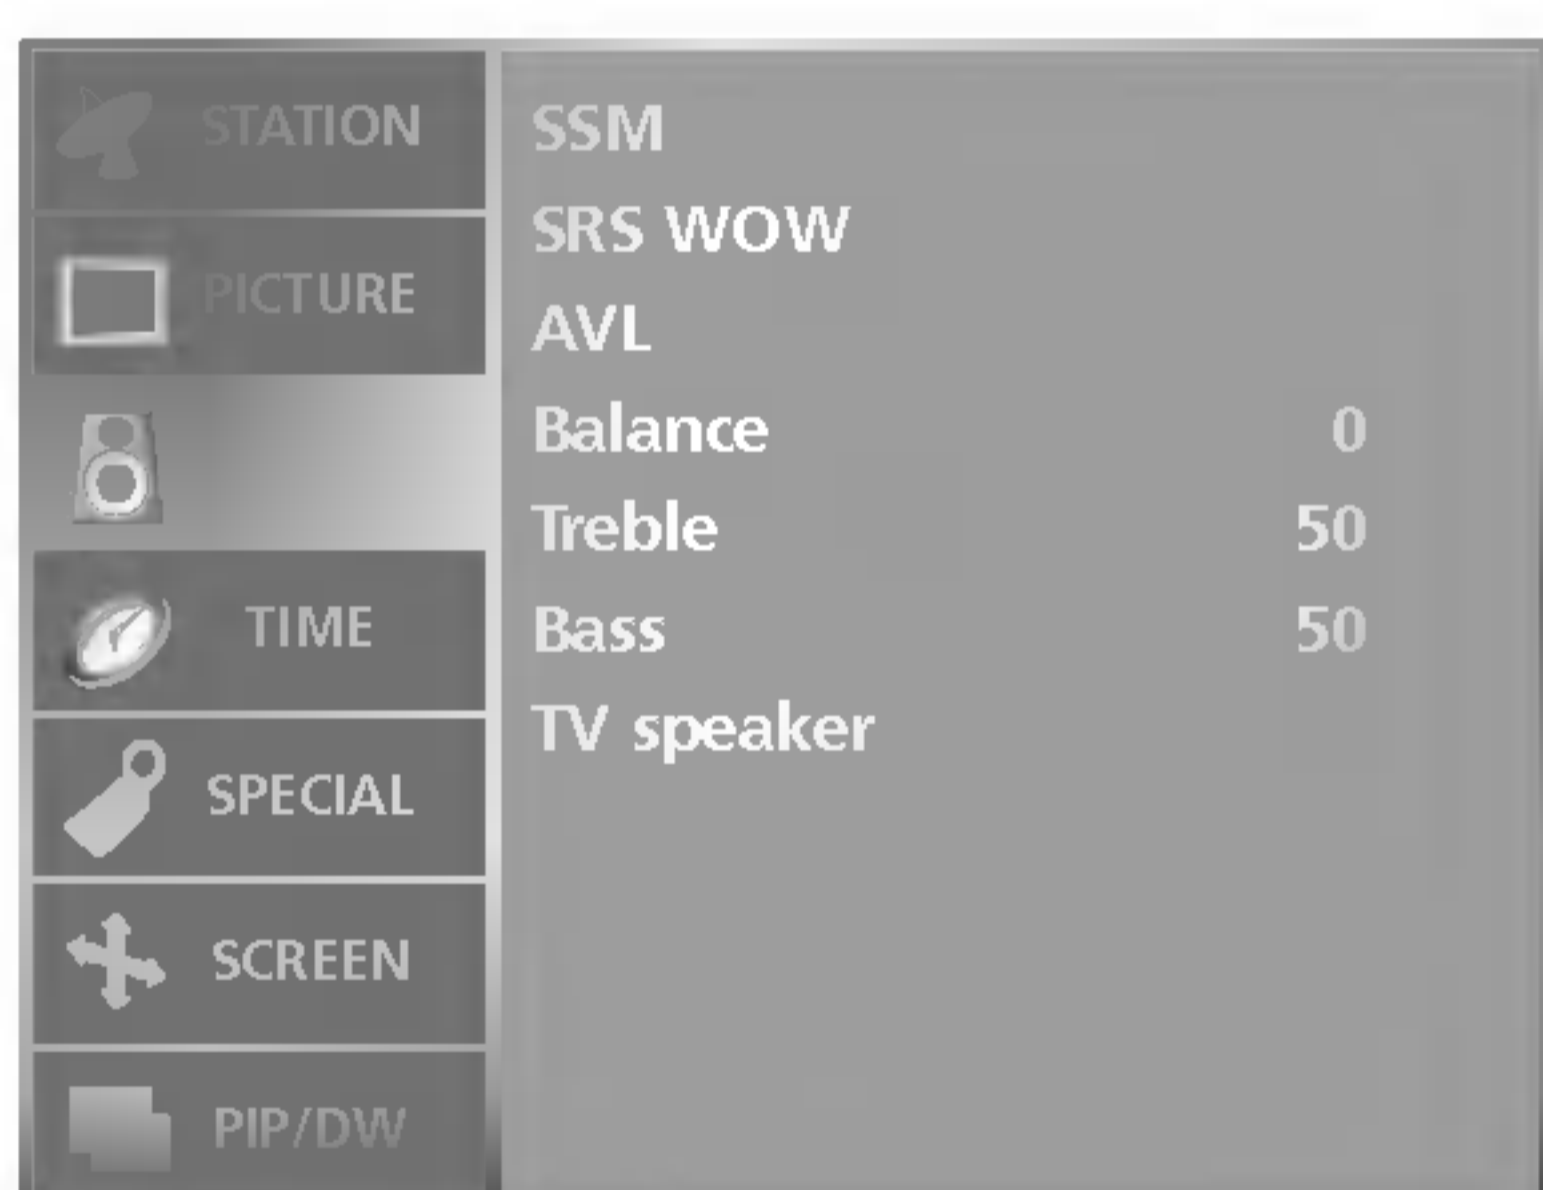 STATION
PICTURE
TIME
SPECIAL
SCREEN
PIP/DW
SSM
SRS WOW
AVL
Balance 0
Treble 50
Bass 50
TV speaker